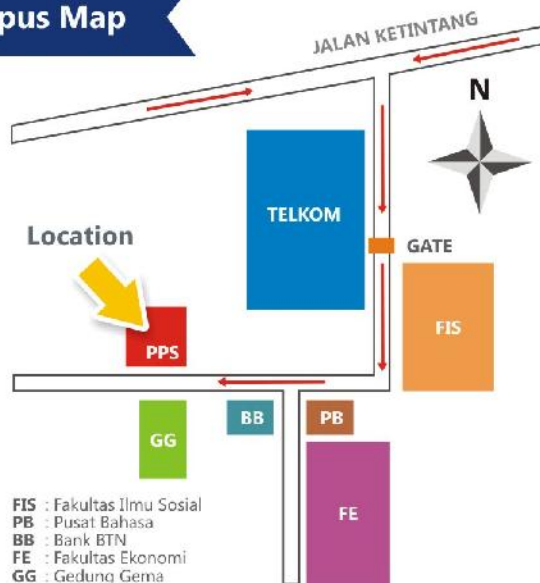 pus Map
JALAN KETINTANG
N
TELKOM
GATE
Location
FIS
PPS
BB
PB
GG
FE
FIS : Fakultas Ilmu Sosial
PB : Pusat Bahasa
BB : Bank BTN
FE : Fakultas Ekonomi
GG : Gedung Gema